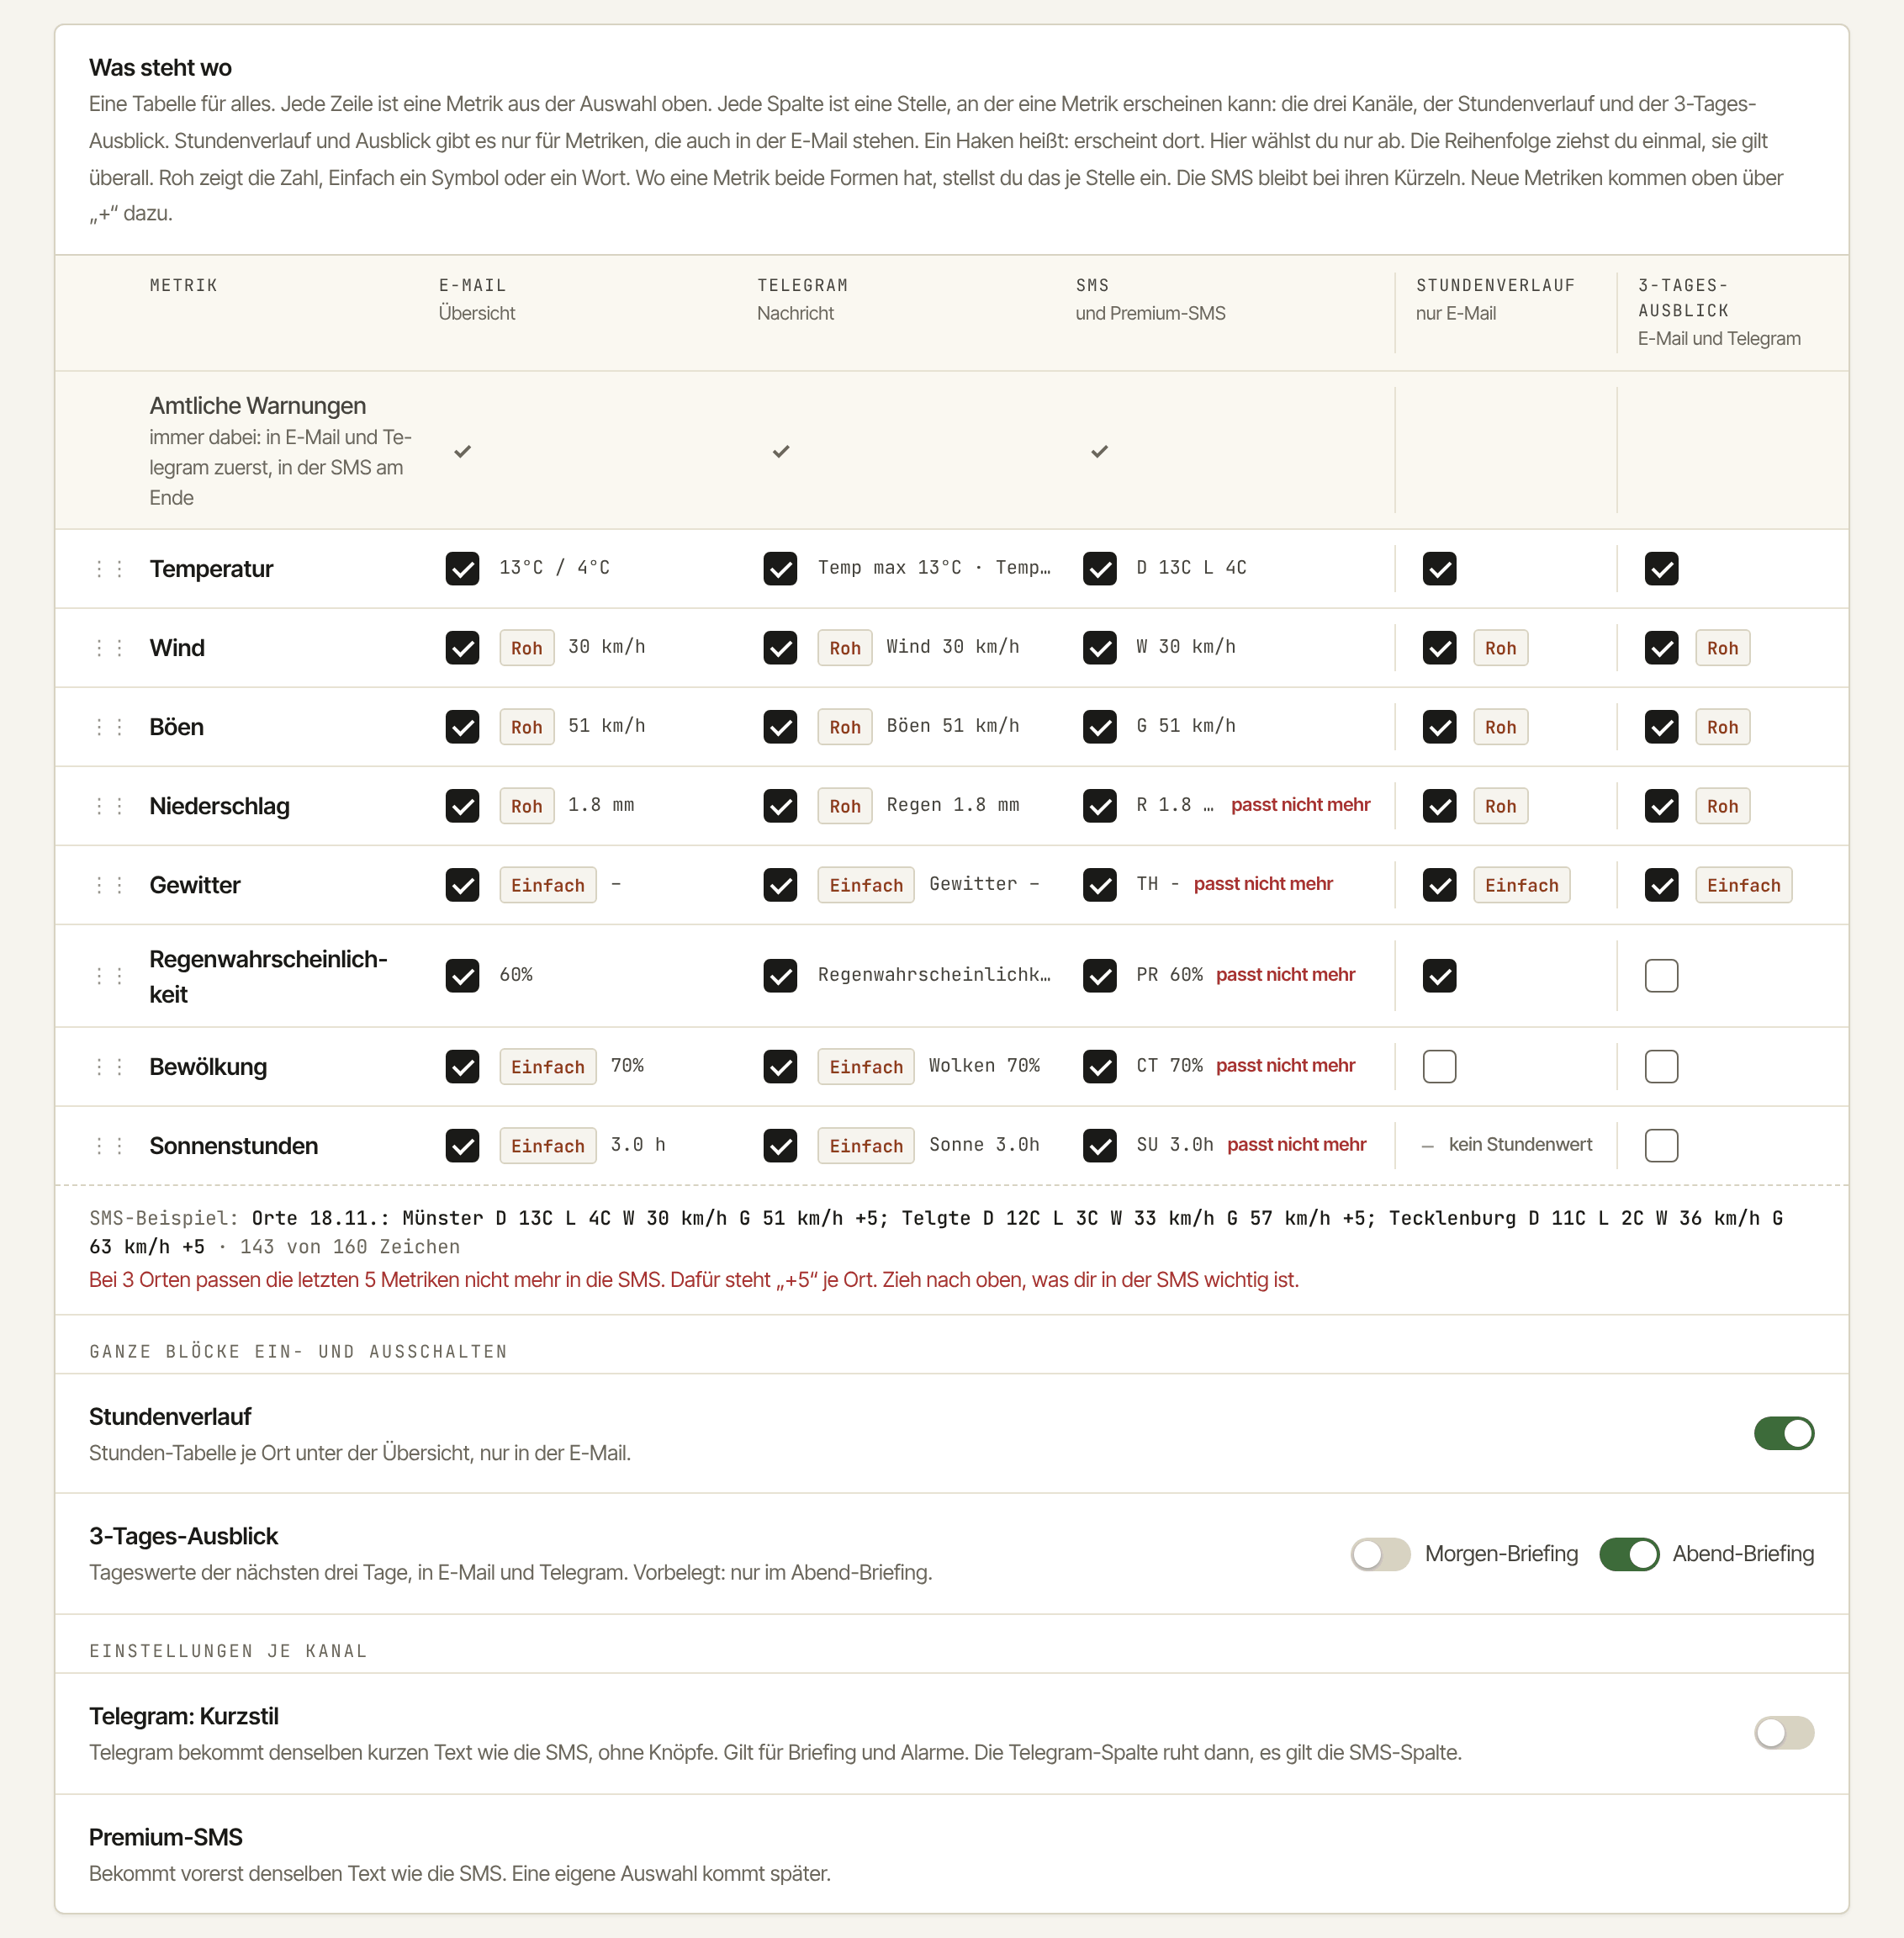 Was steht wo
Eine Tabelle für alles. Jede Zeile ist eine Metrik aus der Auswahl oben. Jede Spalte ist eine Stelle, an der eine Metrik erscheinen kann: die drei Kanäle, der Stundenverlauf und der 3-Tages-
Ausblick. Stundenverlauf und Ausblick gibt es nur für Metriken, die auch in der E-Mail stehen. Ein Haken heißt: erscheint dort. Hier wählst du nur ab. Die Reihenfolge ziehst du einmal, sie gilt
überall. Roh zeigt die Zahl, Einfach ein Symbol oder ein Wort. Wo eine Metrik beide Formen hat, stellst du das je Stelle ein. Die SMS bleibt bei ihren Kürzeln. Neue Metriken kommen oben über
„+“ dazu.
METRIK E-MAIL TELEGRAM SMS STUNDENVERLAUF 3-TAGES-
AUSBLICK
Übersicht Nachricht und Premium-SMS nur E-Mail E-Mail und Telegram
Amtliche Warnungen
immer dabei: in E-Mail und Te-
legram zuerst, in der SMS am
Ende
Temperatur 13°C / 4°C Temp max 13°C · Temp… D 13C L 4C
Wind Roh 30 km/h Roh Wind 30 km/h W 30 km/h Roh Roh
Böen Roh 51 km/h Roh Böen 51 km/h G 51 km/h Roh Roh
Niederschlag Roh 1.8 mm Roh Regen 1.8 mm R 1.8 … passt nicht mehr Roh Roh
Gewitter Einfach – Einfach Gewitter – TH - passt nicht mehr Einfach Einfach
Regenwahrscheinlich-
keit 60% Regenwahrscheinlichk… PR 60% passt nicht mehr
Bewölkung Einfach 70% Einfach Wolken 70% CT 70% passt nicht mehr
Sonnenstunden Einfach 3.0 h Einfach Sonne 3.0h SU 3.0h passt nicht mehr – kein Stundenwert
SMS-Beispiel: Orte 18.11.: Münster D 13C L 4C W 30 km/h G 51 km/h +5; Telgte D 12C L 3C W 33 km/h G 57 km/h +5; Tecklenburg D 11C L 2C W 36 km/h G
63 km/h +5 · 143 von 160 Zeichen
Bei 3 Orten passen die letzten 5 Metriken nicht mehr in die SMS. Dafür steht „+5“ je Ort. Zieh nach oben, was dir in der SMS wichtig ist.
GANZE BLÖCKE EIN- UND AUSSCHALTEN
Stundenverlauf
Stunden-Tabelle je Ort unter der Übersicht, nur in der E-Mail.
3-Tages-Ausblick
Tageswerte der nächsten drei Tage, in E-Mail und Telegram. Vorbelegt: nur im Abend-Briefing.
Morgen-Briefing Abend-Briefing
EINSTELLUNGEN JE KANAL
Telegram: Kurzstil
Telegram bekommt denselben kurzen Text wie die SMS, ohne Knöpfe. Gilt für Briefing und Alarme. Die Telegram-Spalte ruht dann, es gilt die SMS-Spalte.
Premium-SMS
Bekommt vorerst denselben Text wie die SMS. Eine eigene Auswahl kommt später.